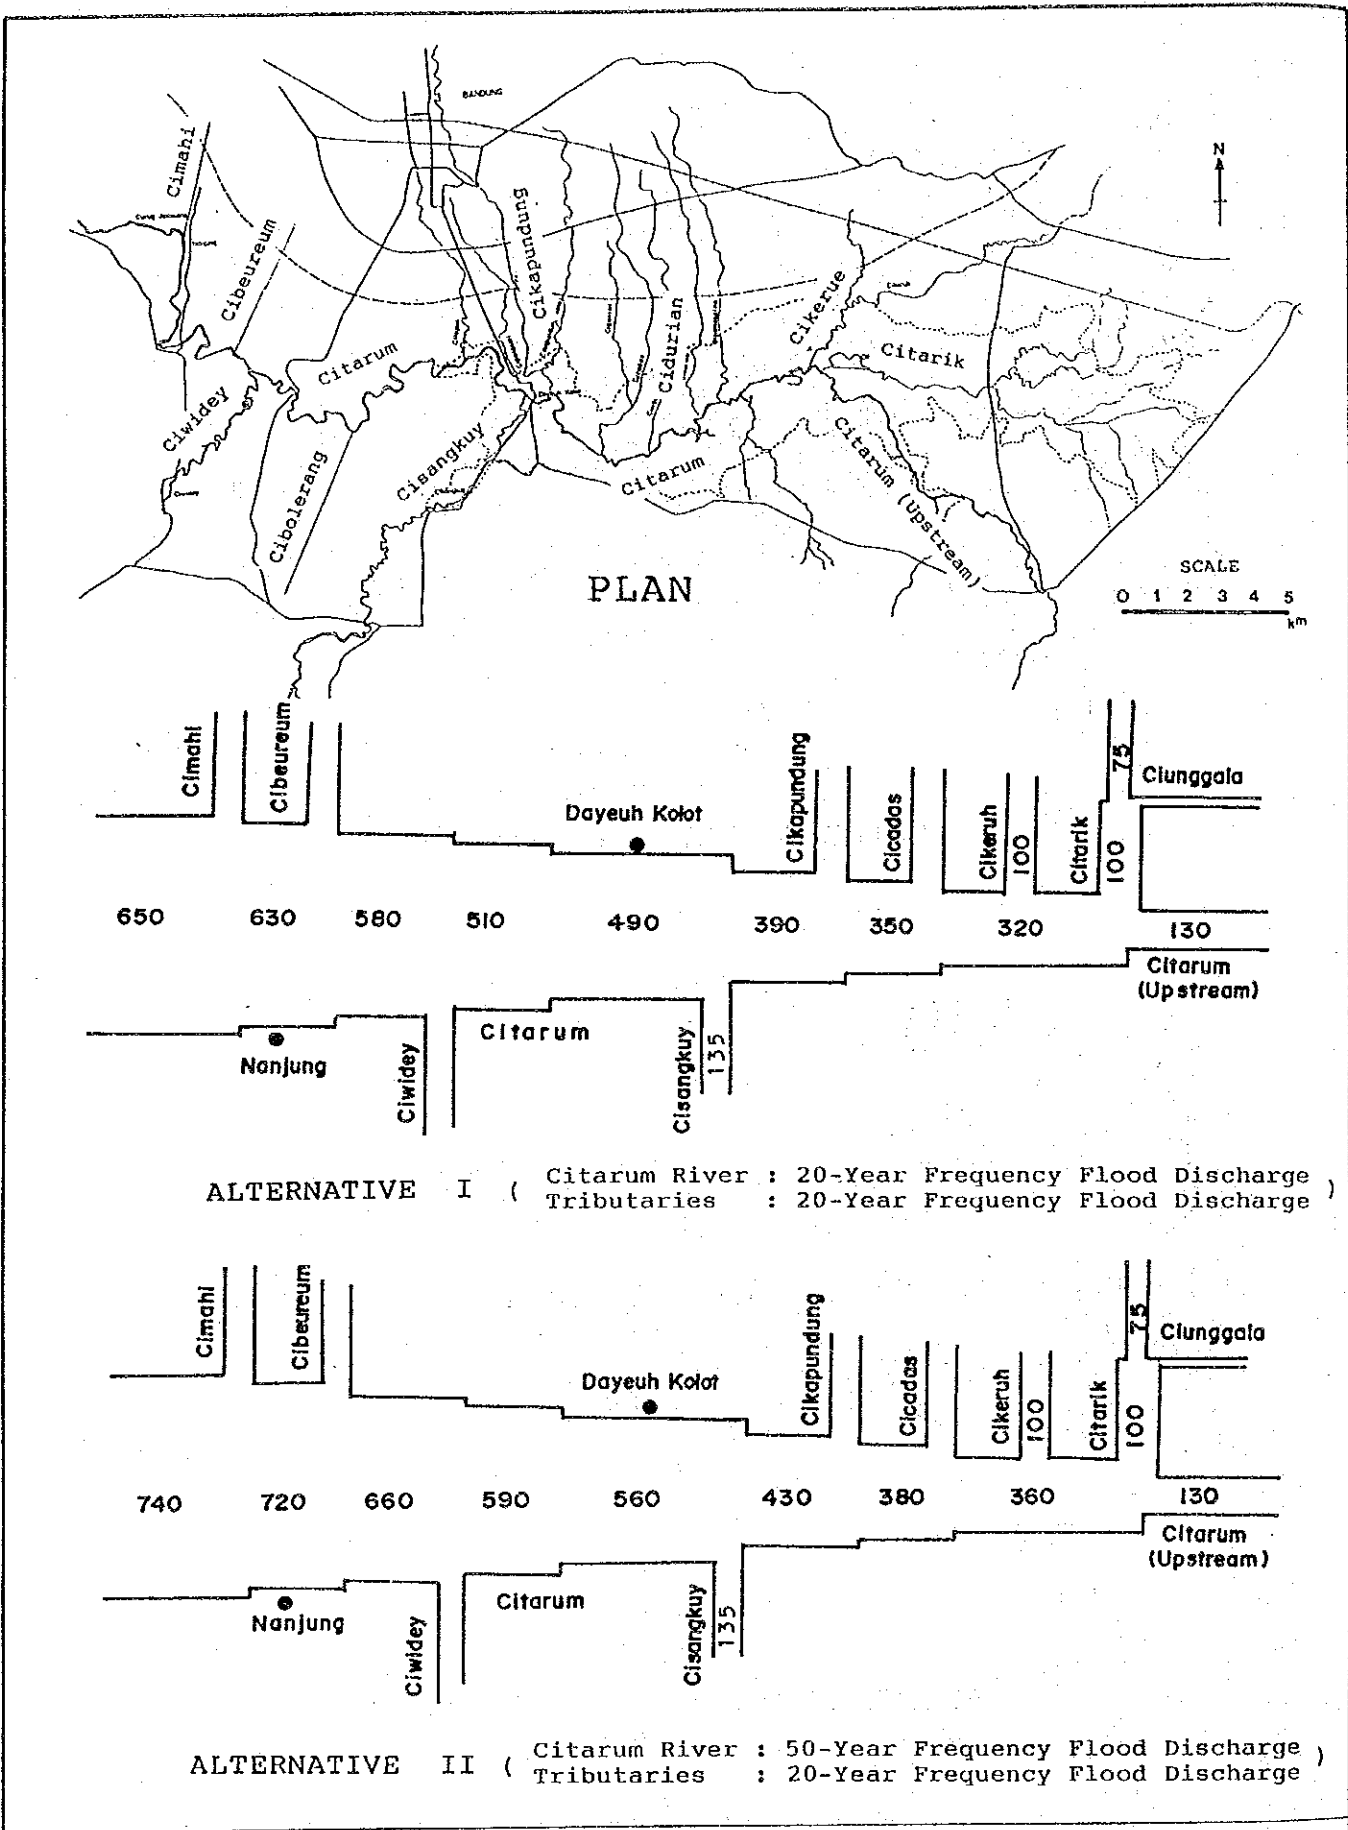 BANDUNG
N
Cimahi
Cibeureum
Cikapundung
Cidurian
Cikerue
Citarik
Citarum
Ciwidey
Cibolerang
Cisangkuy
Citarum
Citarum (Upstream)
PLAN
SCALE
0 1 2 3 4 5
km
Cimahi
Cibeureum
Dayeuh Kolot
Cikapundung
Cicadas
Cikeruh
100
Citarik
100
75
Ciunggala
650 630 580 510 490 390 350 320 130
Nanjung
Ciwidey
Citarum
Cisangkuy
135
Citarum
(Upstream)
ALTERNATIVE I ( Citarum River : 20-Year Frequency Flood Discharge
Tributaries : 20-Year Frequency Flood Discharge )
Cimahi
Cibeureum
Dayeuh Kolot
Cikapundung
Cicadas
Cikeruh
100
Citarik
100
75
Ciunggala
740 720 660 590 560 430 380 360 130
Nanjung
Ciwidey
Citarum
Cisangkuy
135
Citarum
(Upstream)
ALTERNATIVE II ( Citarum River : 50-Year Frequency Flood Discharge
Tributaries : 20-Year Frequency Flood Discharge )